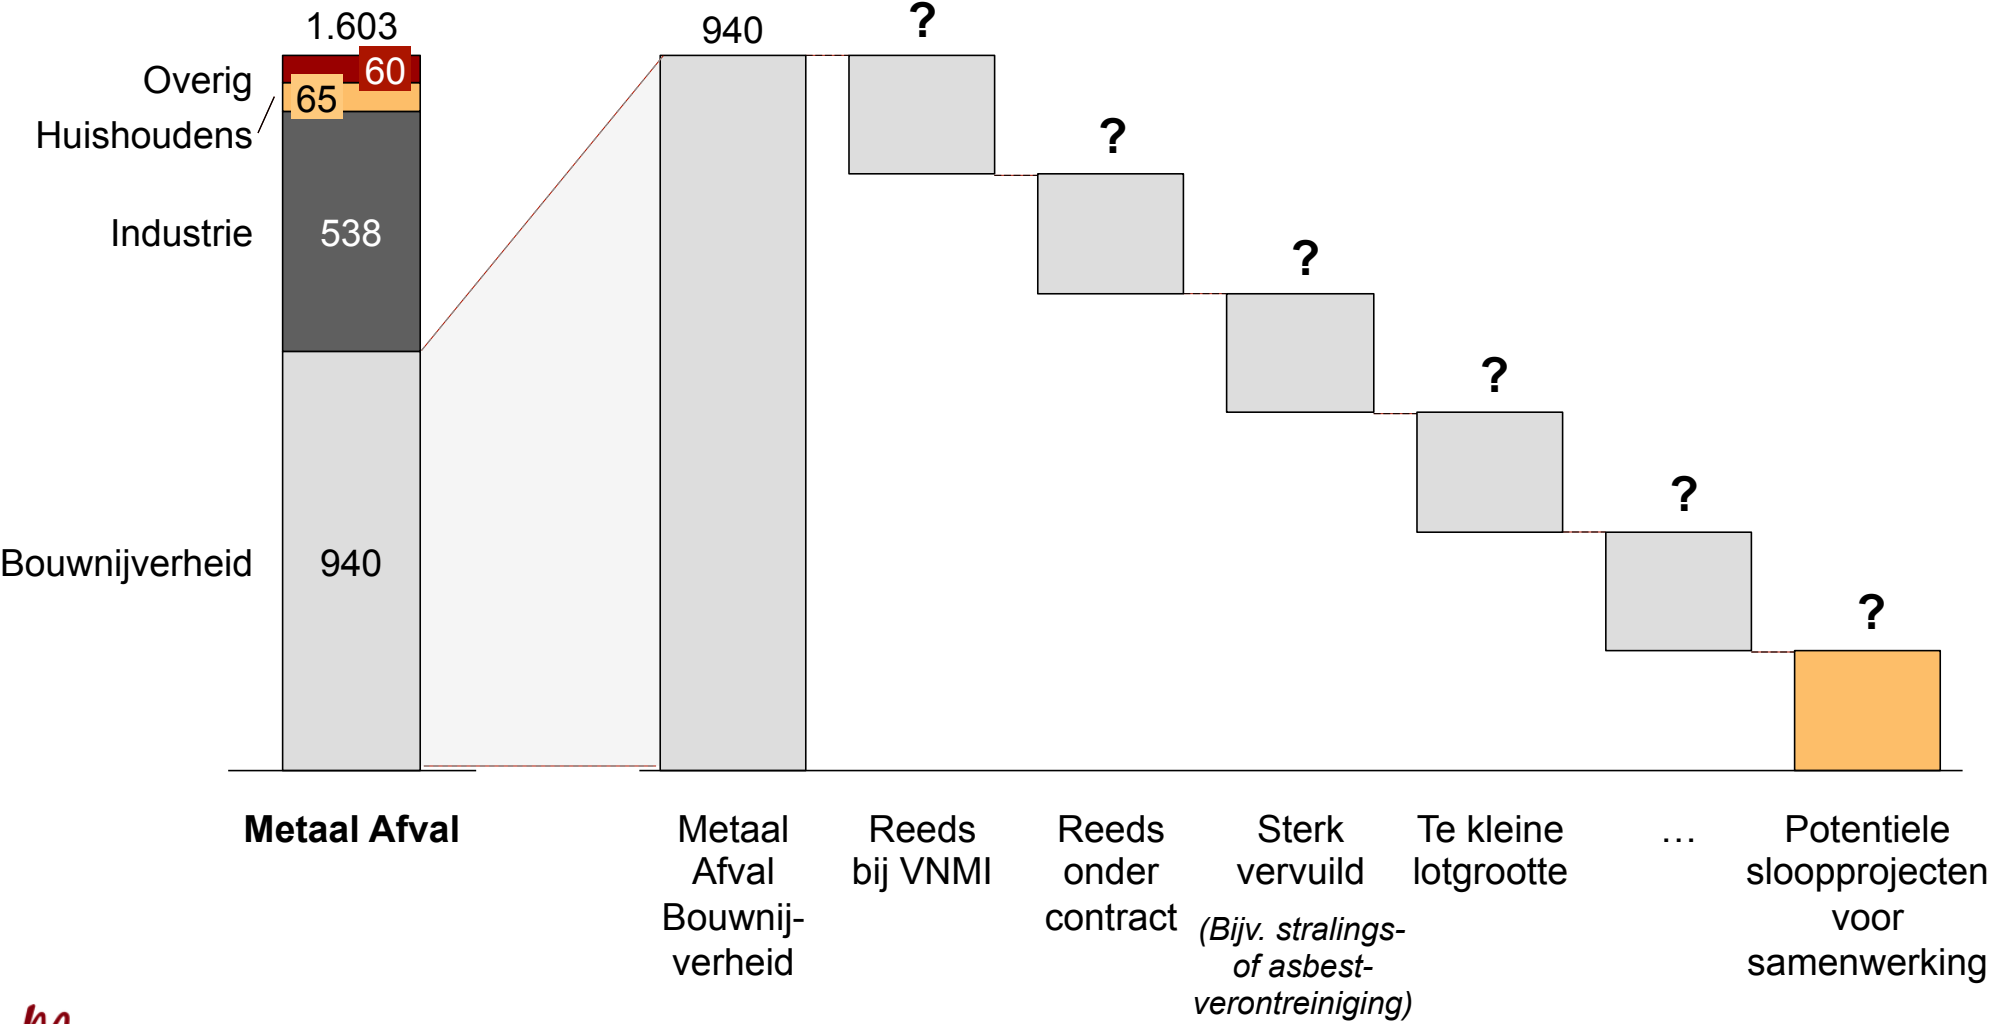 1.603
Overig
60
65
Huishoudens
Industrie
538
Bouwnijverheid
940
Metaal Afval
940
?
?
?
?
?
?
Metaal
Afval
Bouwnij-
verheid
Reeds
bij VNMI
Reeds
onder
contract
Sterk
vervuild
(Bijv. stralings-
of asbest-
verontreiniging)
Te kleine
lotgrootte
…
Potentiele
sloopprojecten
voor
samenwerking